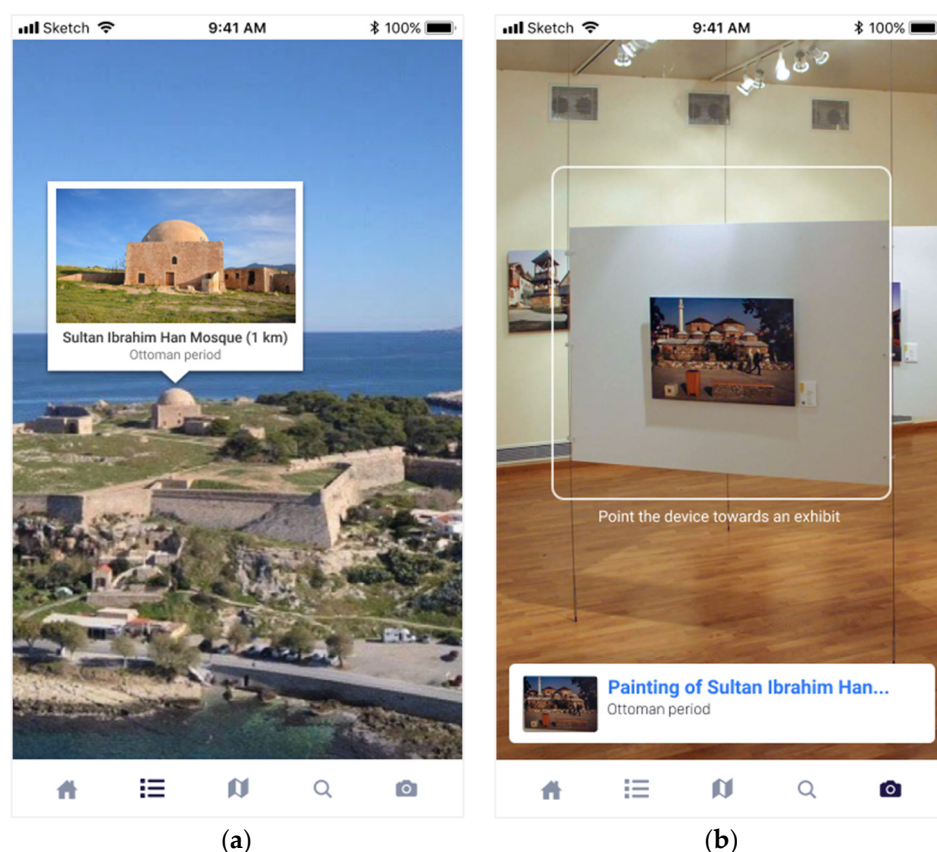 Sketch 9:41 AM 100%
Sultan Ibrahim Han Mosque (1 km)
Ottoman period
(a)
Sketch 9:41 AM 100%
Point the device towards an exhibit
Painting of Sultan Ibrahim Han...
Ottoman period
(b)